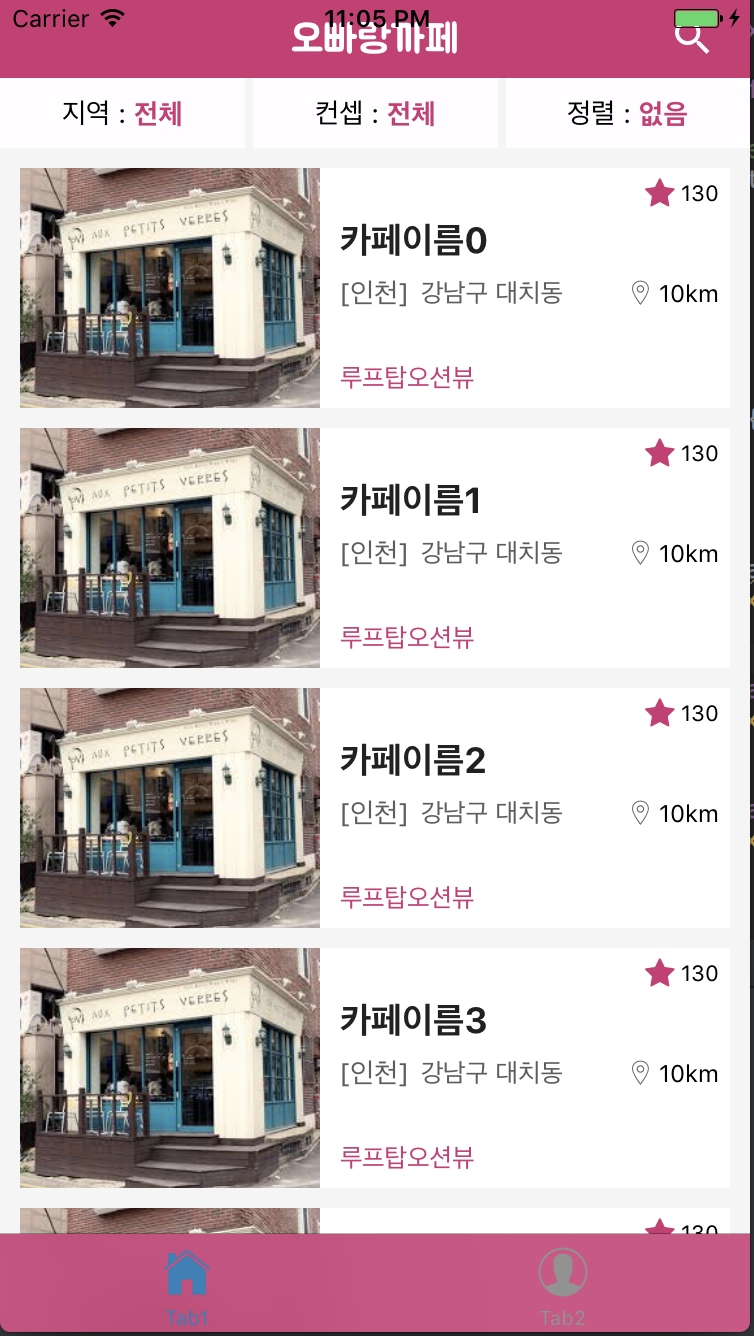 Carrier 11:05 PM
오빠랑까페
지역 : 전체 컨셉 : 전체 정렬 : 없음
AUX PETITS VERRES
130
카페이름0
[인천] 강남구 대치동 10km
루프탑오션뷰
AUX PETITS VERRES
130
카페이름1
[인천] 강남구 대치동 10km
루프탑오션뷰
AUX PETITS VERRES
130
카페이름2
[인천] 강남구 대치동 10km
루프탑오션뷰
AUX PETITS VERRES
130
카페이름3
[인천] 강남구 대치동 10km
루프탑오션뷰
130
Tab1 Tab2